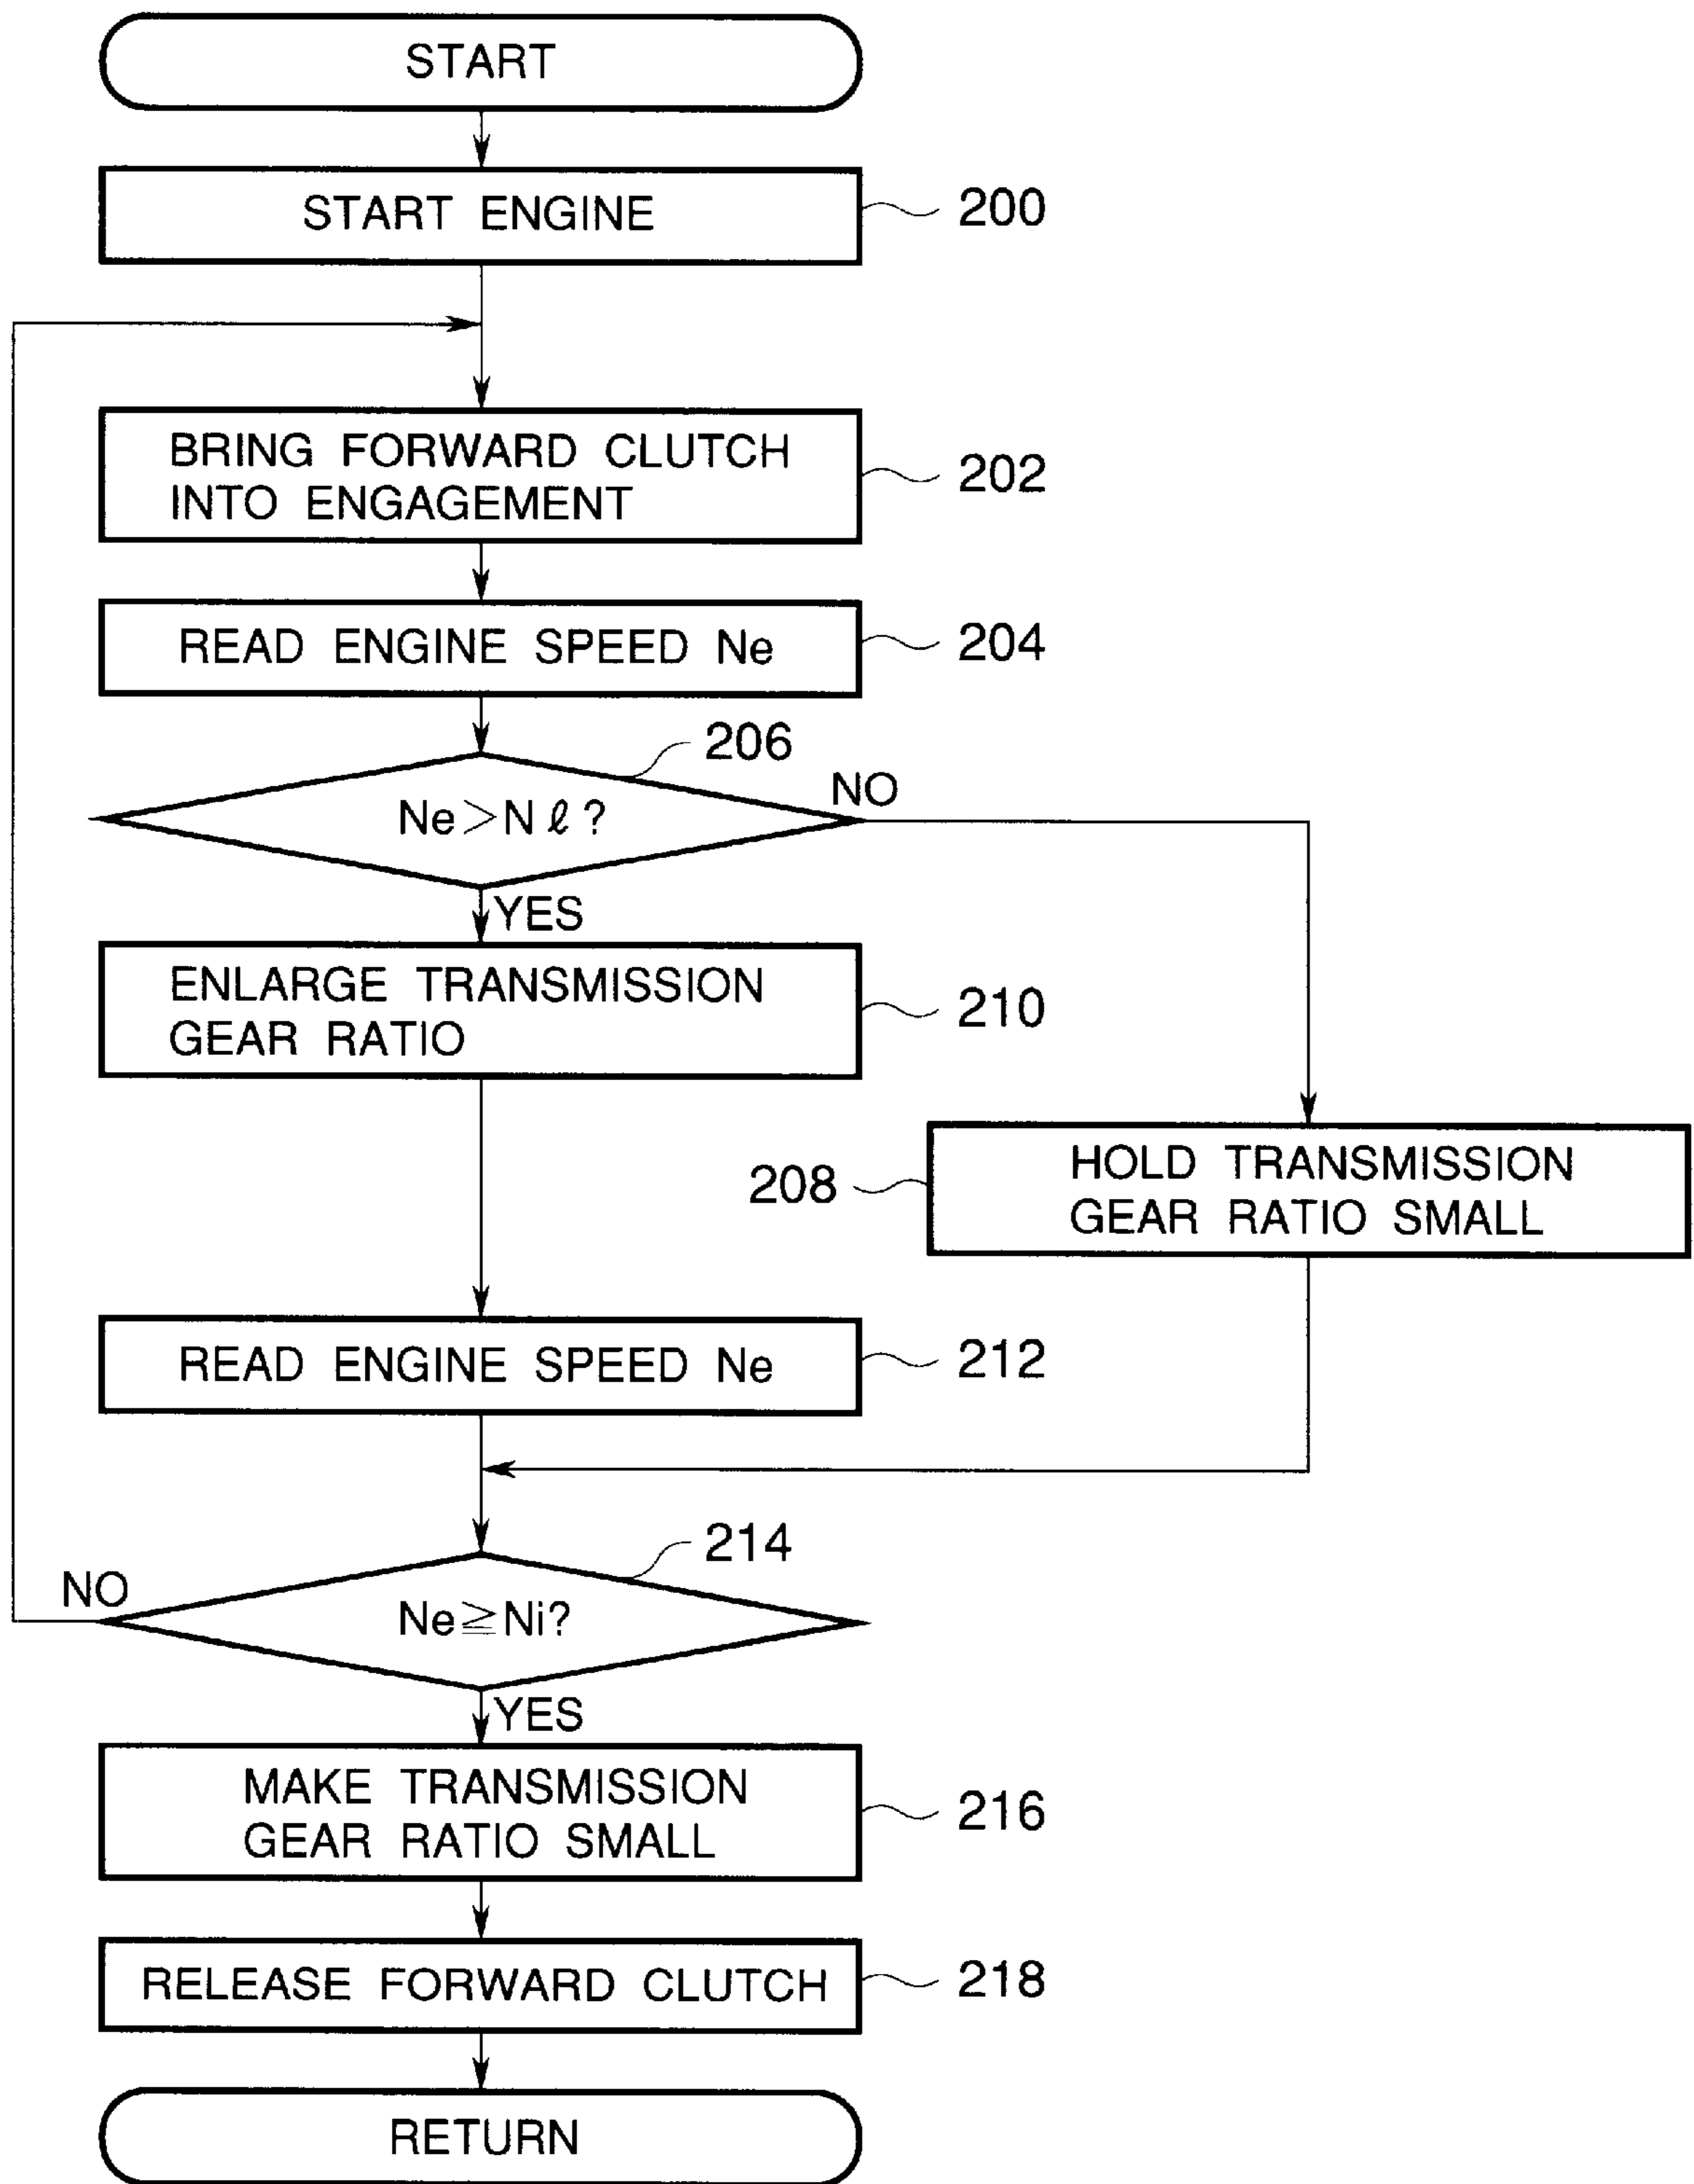 START
START ENGINE
200
BRING FORWARD CLUTCH
INTO ENGAGEMENT
202
READ ENGINE SPEED Ne
204
206
Ne>Nℓ?
NO
YES
ENLARGE TRANSMISSION
GEAR RATIO
210
HOLD TRANSMISSION
GEAR RATIO SMALL
208
READ ENGINE SPEED Ne
212
214
NO
Ne≧Ni?
YES
MAKE TRANSMISSION
GEAR RATIO SMALL
216
RELEASE FORWARD CLUTCH
218
RETURN